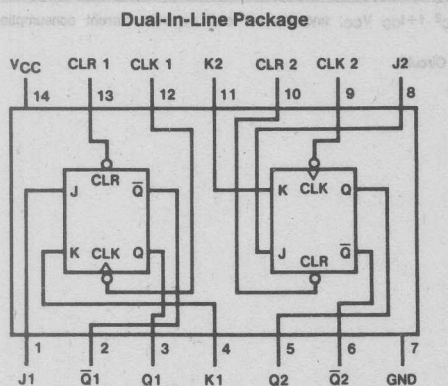 Dual-In-Line Package
VCC CLR 1 CLK 1 K2 CLR 2 CLK 2 J2
14 13 12 11 10 9 8
CLR
J Q̅
K CLK Q
K CLK Q
J Q̅
CLR
1 2 3 4 5 6 7
J1 Q̅1 Q1 K1 Q2 Q̅2 GND